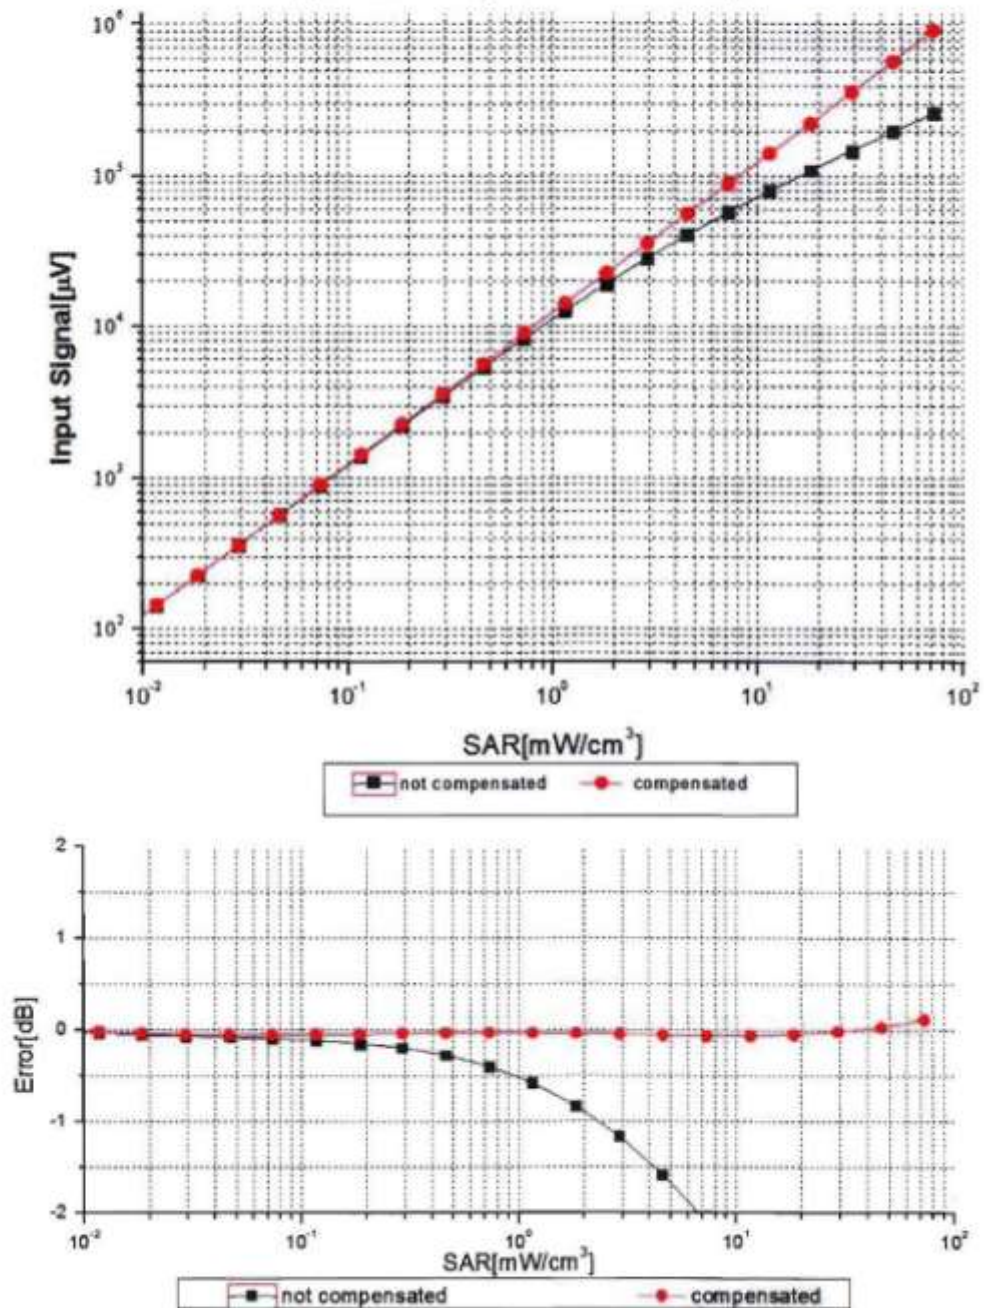 10⁶
10⁵
10⁴
10³
10²
Input Signal[µV]
10⁻² 10⁻¹ 10⁰ 10¹ 10²
SAR[mW/cm³]
not compensated compensated
2
1
0
-1
-2
Error[dB]
10⁻² 10⁻¹ 10⁰ 10¹ 10²
SAR[mW/cm³]
not compensated compensated